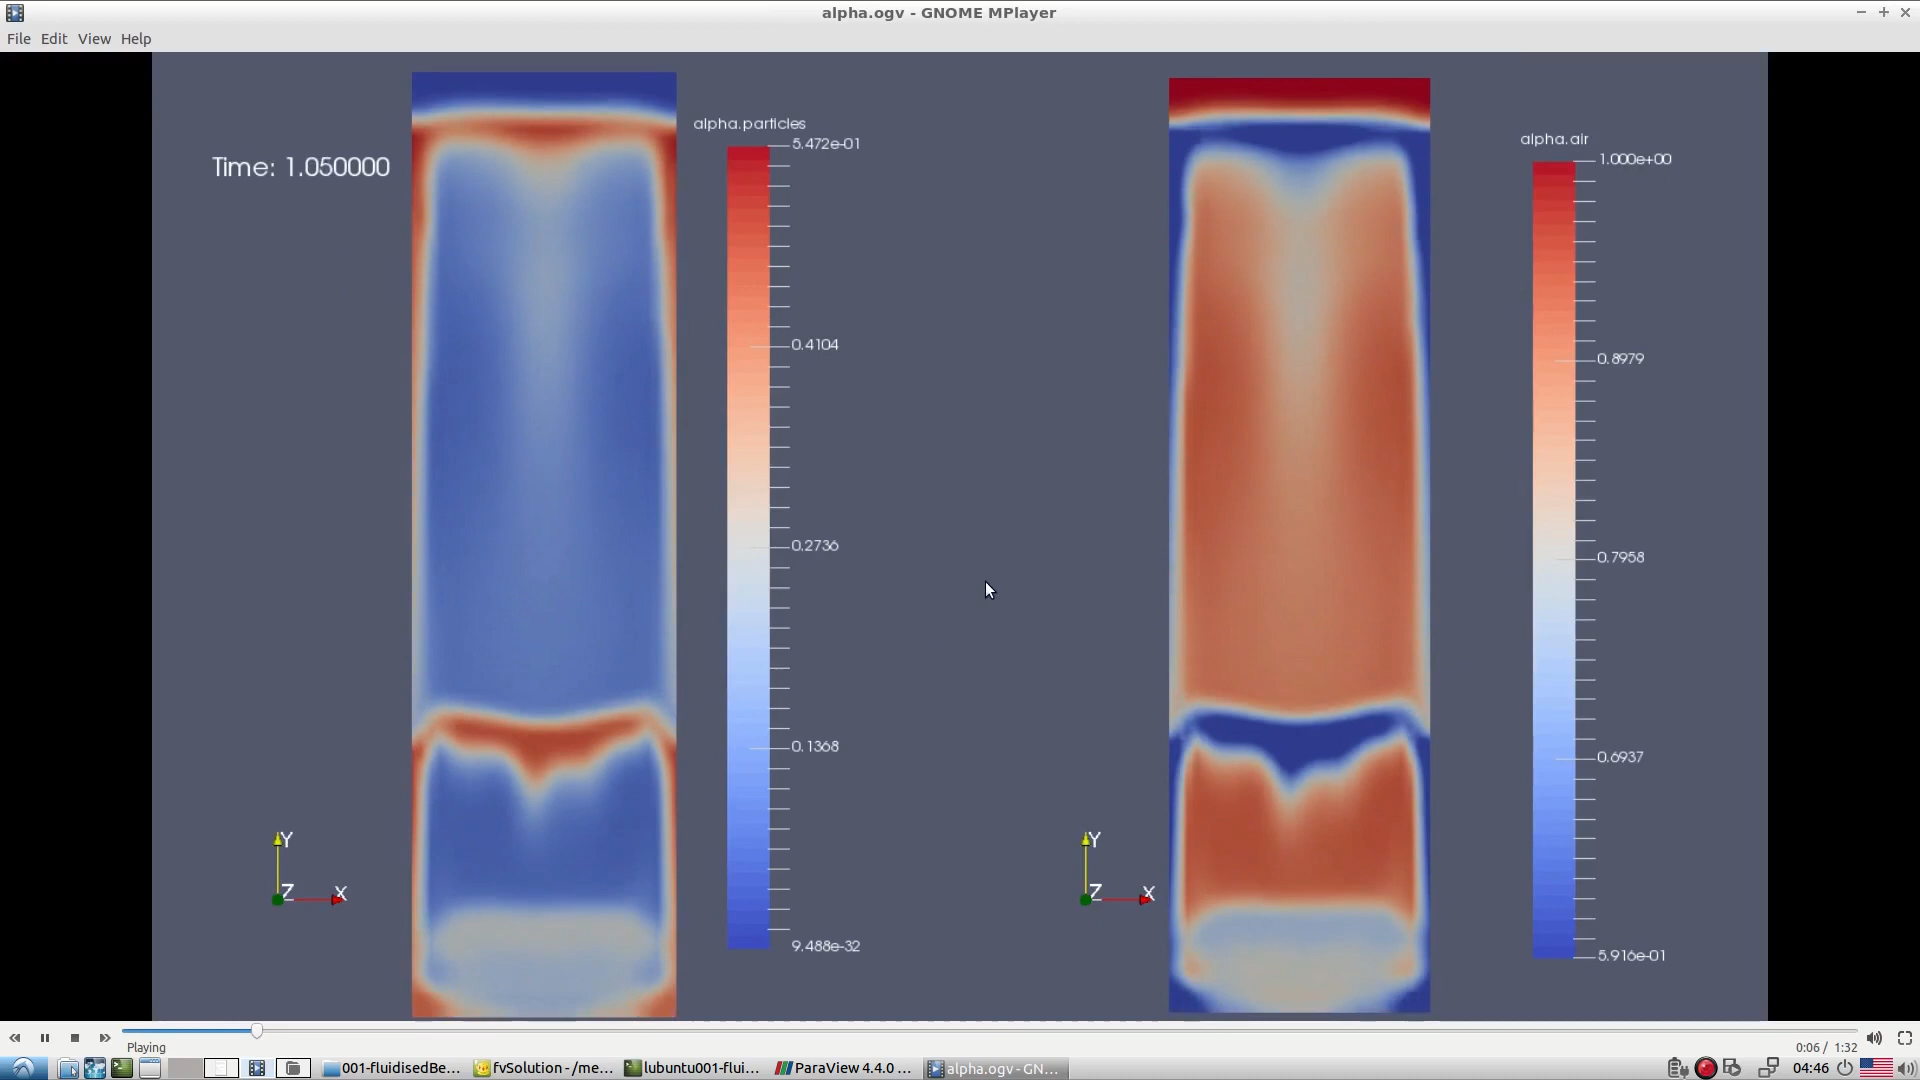 alpha.ogv - GNOME MPlayer
File Edit View Help
Time: 1.050000
alpha.particles
5.472e-01
0.4104
0.2736
0.1368
9.488e-32
Y
Z
X
alpha.air
1.000e+00
0.8979
0.7958
0.6937
5.916e-01
Y
Z
X
Playing
0:06 / 1:32
001-fluidisedBe...
fvSolution - /me...
lubuntu001-flui...
ParaView 4.4.0 ...
alpha.ogv - GN...
04:46